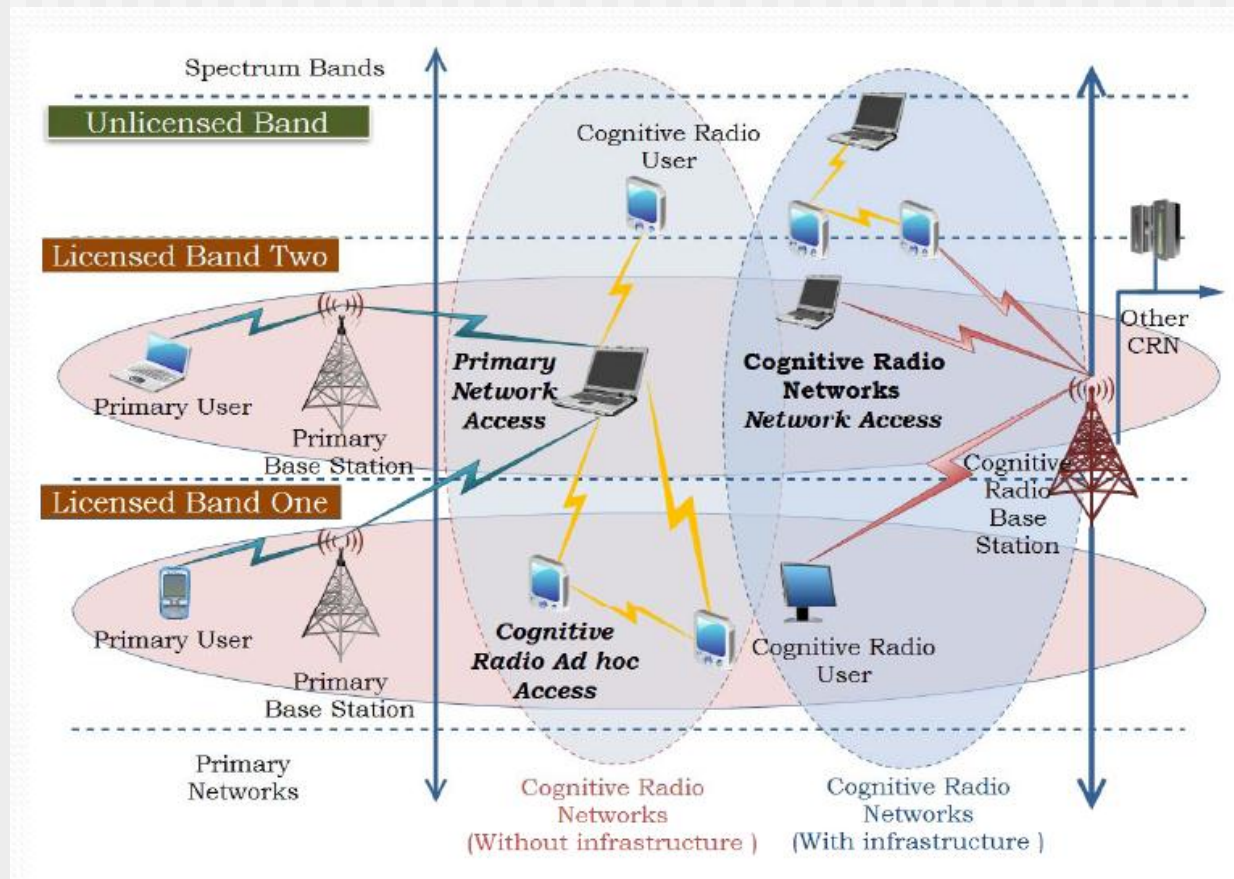 Spectrum Bands
Unlicensed Band
Cognitive Radio
User
Licensed Band Two
Other
CRN
Primary
Network
Access
Cognitive Radio
Networks
Network Access
Primary User
Primary
Base Station
Licensed Band One
Cognitive
Radio
Base
Station
Primary User
Cognitive
Radio Ad hoc
Access
Cognitive Radio
User
Primary
Base Station
Primary
Networks
Cognitive Radio
Networks
(Without infrastructure )
Cognitive Radio
Networks
(With infrastructure )